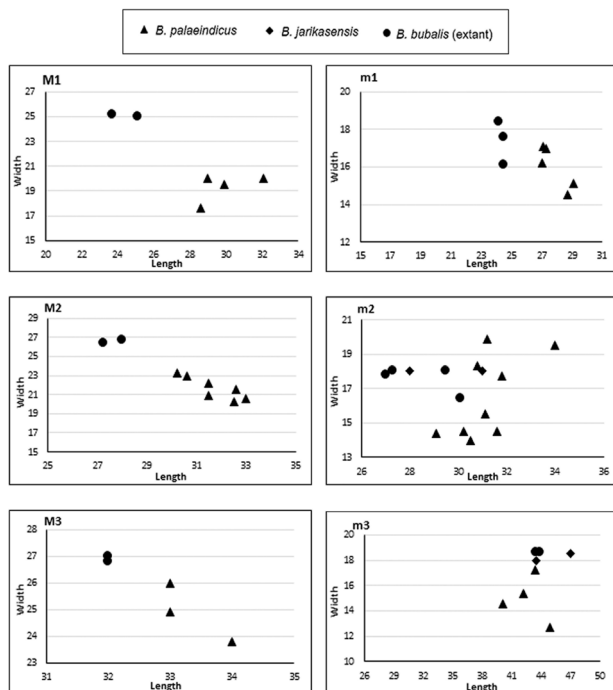 B. palaeindicus B. jarikasensis B. bubalis (extant)
M1
27
25
23
21
19
17
15
Width
20 22 24 26 28 30 32 34
Length
m1
20
18
16
14
12
Width
15 17 19 21 23 25 27 29 31
Length
M2
29
27
25
23
21
19
17
15
Width
25 27 29 31 33 35
Length
m2
21
19
17
15
13
Width
26 28 30 32 34 36
Length
M3
28
27
26
25
24
23
Width
31 32 33 34 35
Length
m3
20
18
16
14
12
10
Width
26 29 32 35 38 41 44 47 50
Length